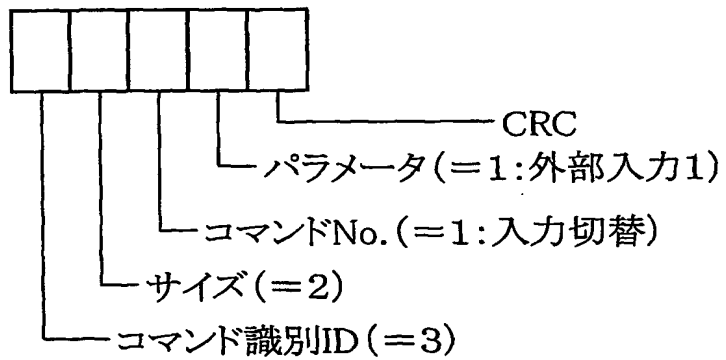 CRC
パラメータ(=1:外部入力1)
コマンドNo.(=1:入力切替)
サイズ(=2)
コマンド識別ID(=3)